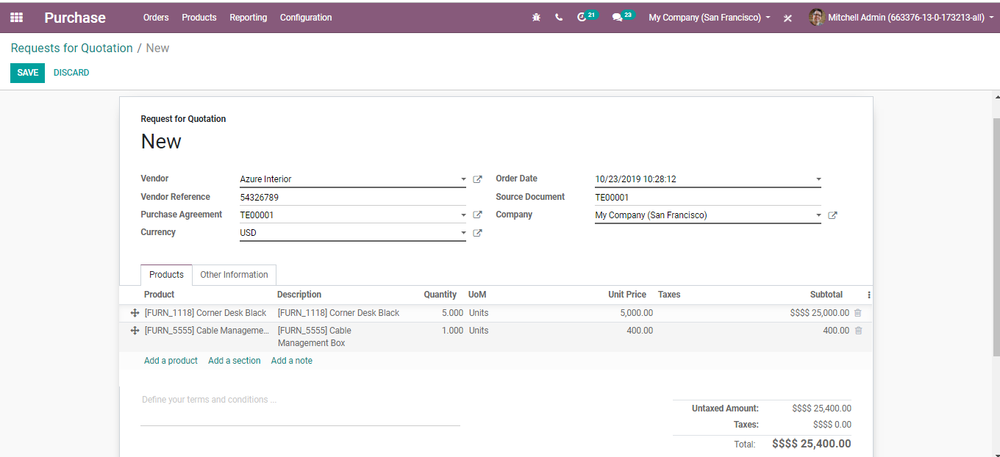 Purchase Orders Products Reporting Configuration 21 23 My Company (San Francisco) Mitchell Admin (663376-13-0-173213-all)
Requests for Quotation / New
SAVE DISCARD
Request for Quotation
New
Vendor Azure Interior Order Date 10/23/2019 10:28:12
Vendor Reference 54326789 Source Document TE00001
Purchase Agreement TE00001 Company My Company (San Francisco)
Currency USD
Products Other Information
Product Description Quantity UoM Unit Price Taxes Subtotal
[FURN_1118] Corner Desk Black [FURN_1118] Corner Desk Black 5.000 Units 5,000.00 $$$$ 25,000.00
[FURN_5555] Cable Manageme... [FURN_5555] Cable 1.000 Units 400.00 400.00
Management Box
Add a product Add a section Add a note
Define your terms and conditions ...
Untaxed Amount: $$$$ 25,400.00
Taxes: $$$$ 0.00
Total: $$$$ 25,400.00